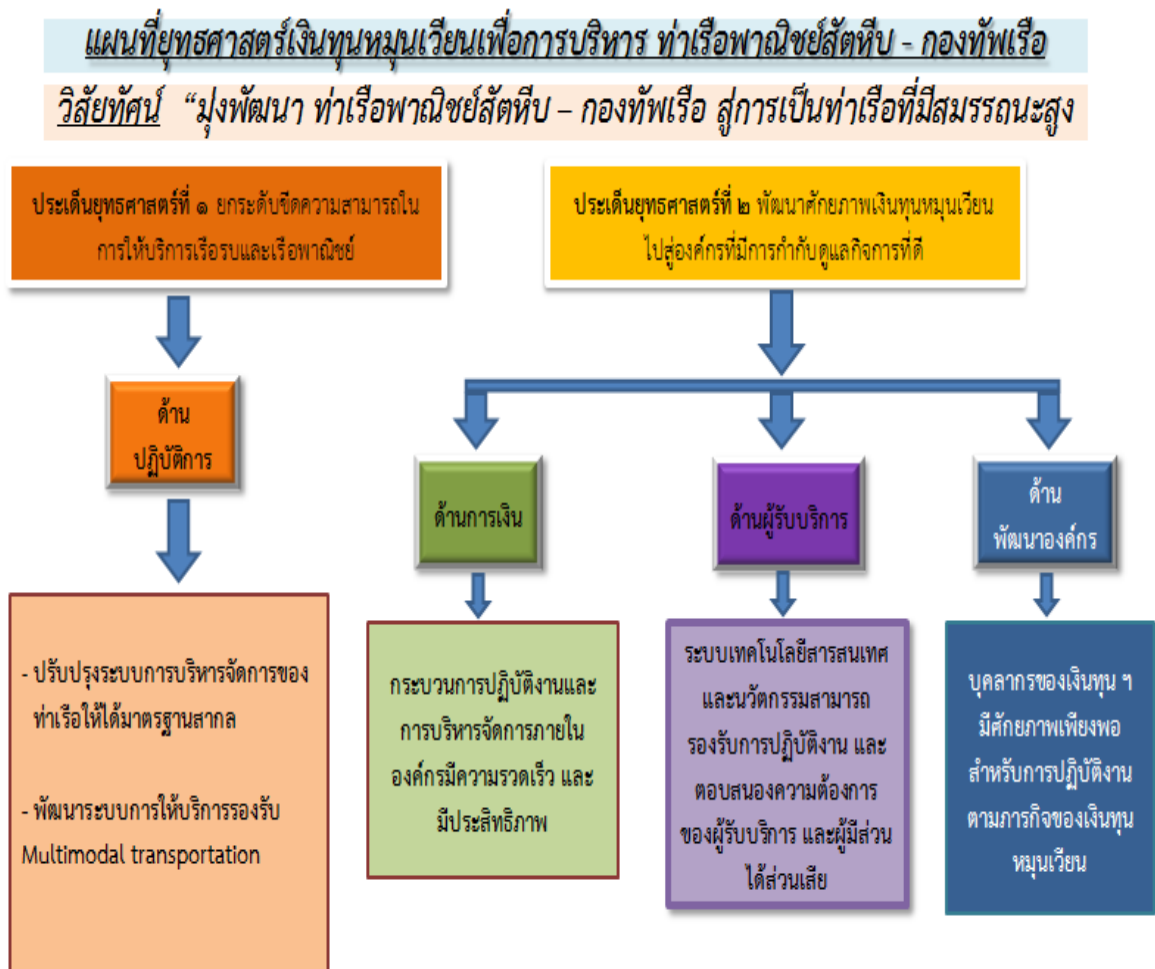 แผนที่ยุทธศาสตร์เงินทุนหมุนเวียนเพื่อการบริหาร ท่าเรือพาณิชย์สัตหีบ - กองทัพเรือ
วิสัยทัศน์ “มุ่งพัฒนา ท่าเรือพาณิชย์สัตหีบ – กองทัพเรือ สู่การเป็นท่าเรือที่มีสมรรถนะสูง
ประเด็นยุทธศาสตร์ที่ ๑ ยกระดับขีดความสามารถใน
การให้บริการเรือรบและเรือพาณิชย์
ประเด็นยุทธศาสตร์ที่ ๒ พัฒนาศักยภาพเงินทุนหมุนเวียน
ไปสู่องค์กรที่มีการกำกับดูแลกิจการที่ดี
ด้าน
ปฏิบัติการ
ด้านการเงิน
ด้านผู้รับบริการ
ด้าน
พัฒนาองค์กร
- ปรับปรุงระบบการบริหารจัดการของ
ท่าเรือให้ได้มาตรฐานสากล
- พัฒนาระบบการให้บริการรองรับ
Multimodal transportation
กระบวนการปฏิบัติงานและ
การบริหารจัดการภายใน
องค์กรมีความรวดเร็ว และ
มีประสิทธิภาพ
ระบบเทคโนโลยีสารสนเทศ
และนวัตกรรมสามารถ
รองรับการปฏิบัติงาน และ
ตอบสนองความต้องการ
ของผู้รับบริการ และผู้มีส่วน
ได้ส่วนเสีย
บุคลากรของเงินทุน ฯ
มีศักยภาพเพียงพอ
สำหรับการปฏิบัติงาน
ตามภารกิจของเงินทุน
หมุนเวียน